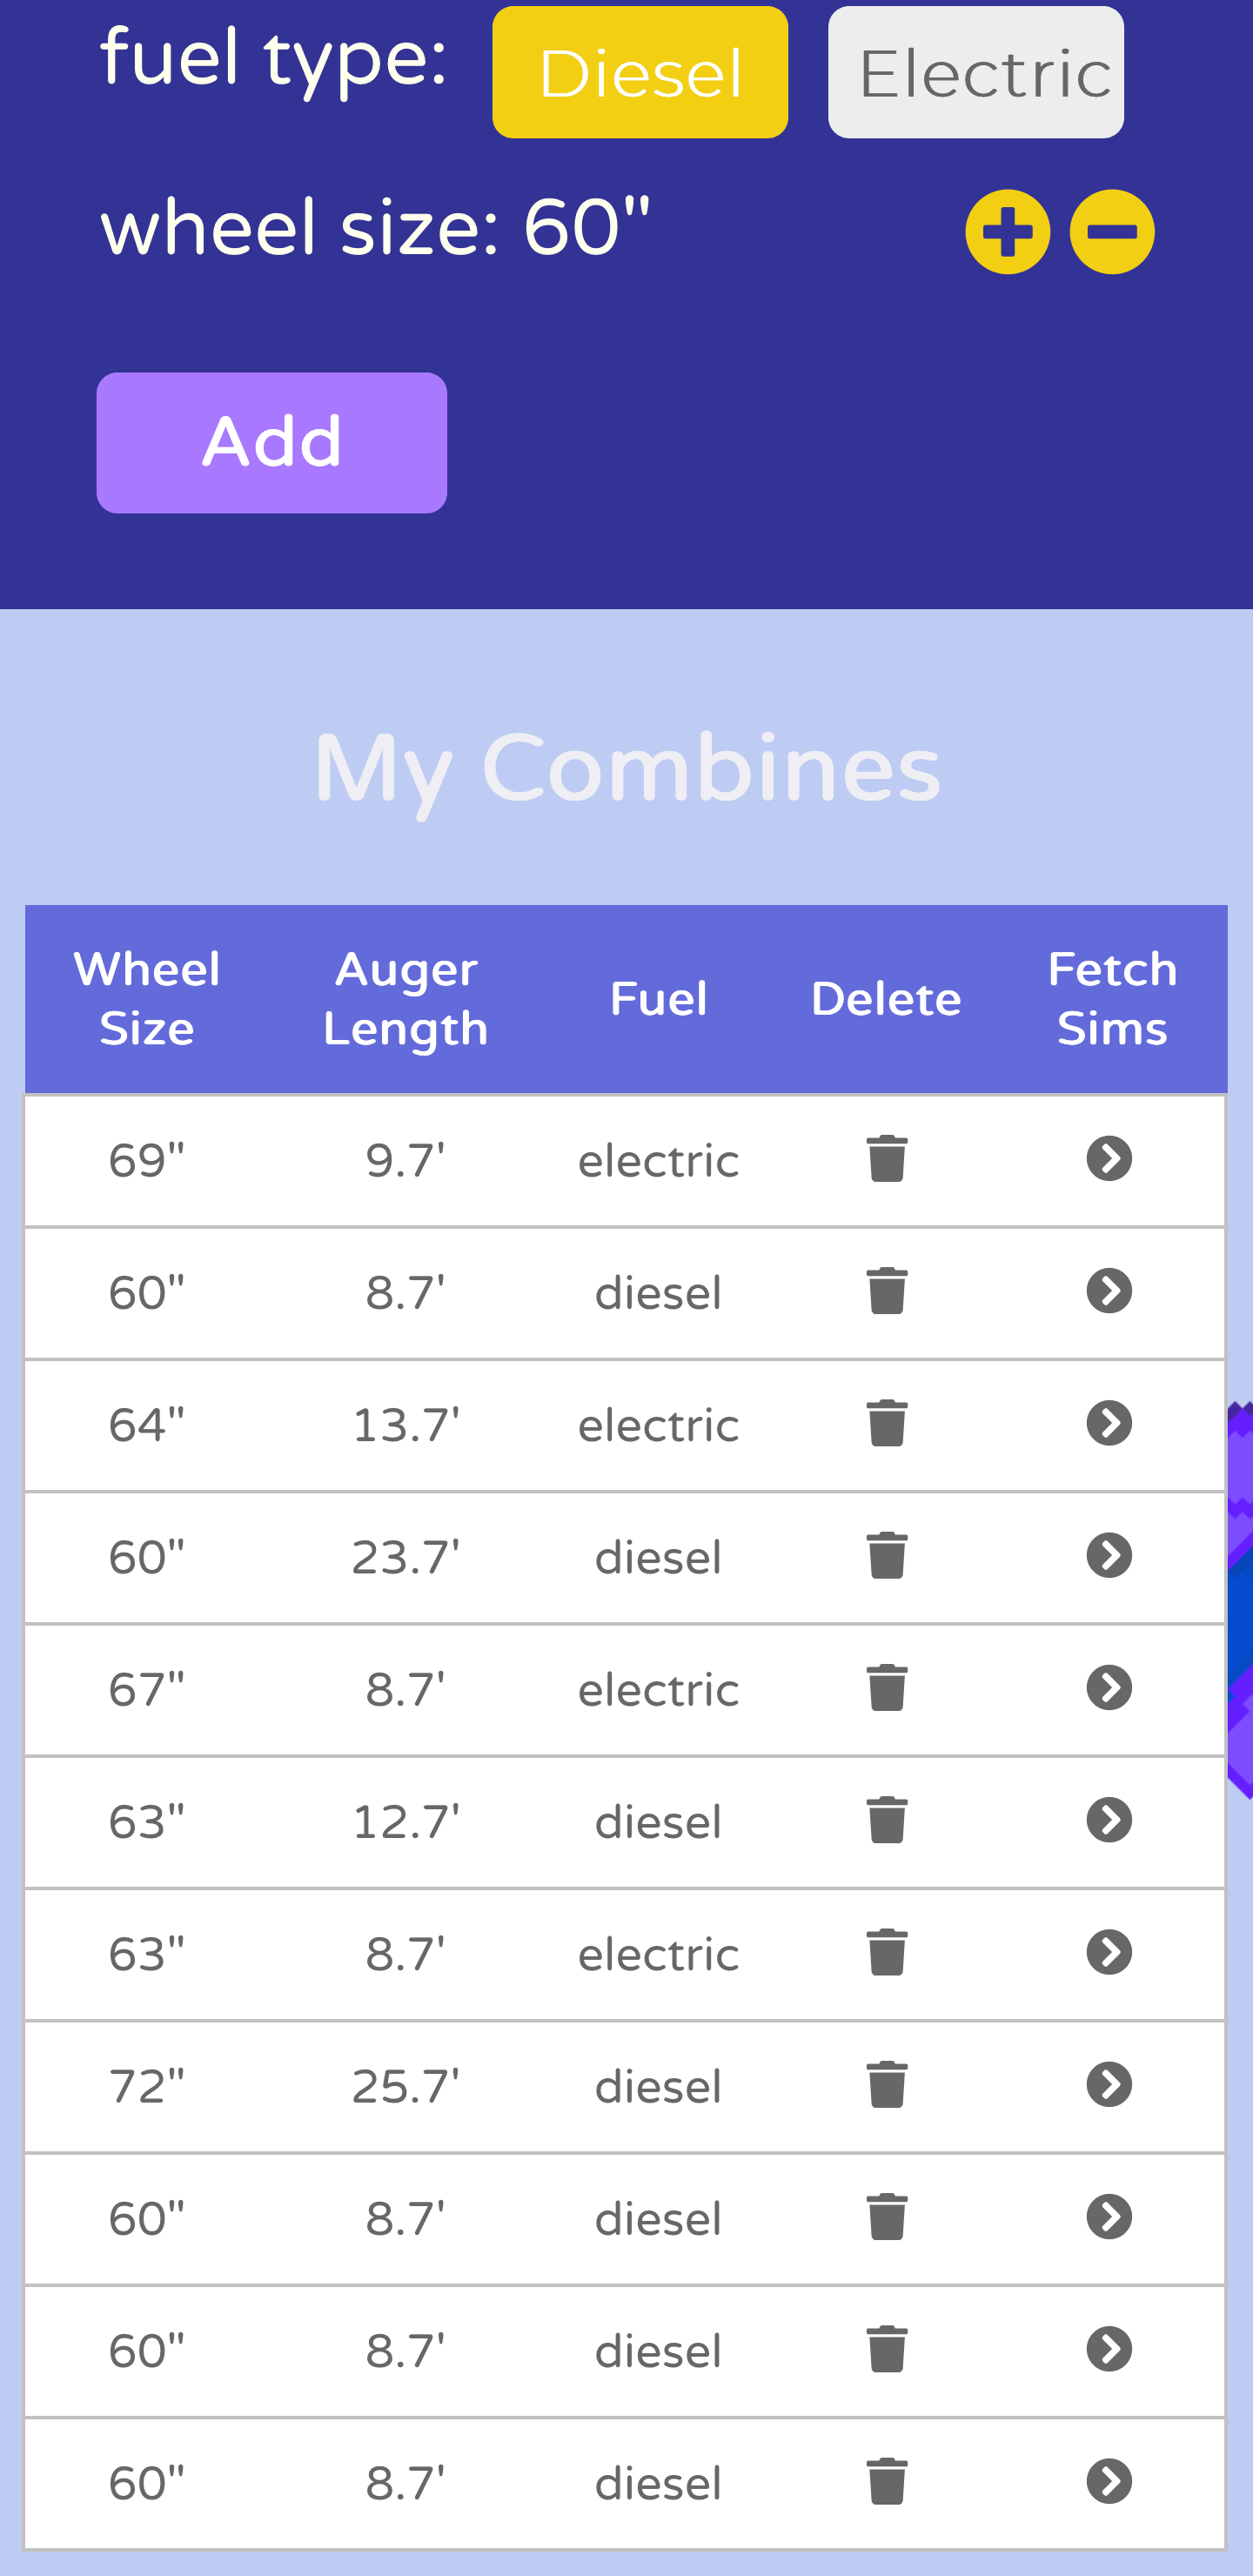 fuel type: Diesel Electric
wheel size: 60"
Add
My Combines
Wheel Size Auger Length Fuel Delete Fetch Sims
69" 9.7' electric
60" 8.7' diesel
64" 13.7' electric
60" 23.7' diesel
67" 8.7' electric
63" 12.7' diesel
63" 8.7' electric
72" 25.7' diesel
60" 8.7' diesel
60" 8.7' diesel
60" 8.7' diesel